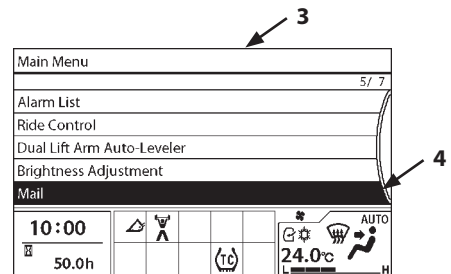 3
Main Menu
5/ 7
Alarm List
Ride Control
Dual Lift Arm Auto-Leveler
Brightness Adjustment
4
Mail
10:00
AUTO
50.0h
TC
24.0℃
L H